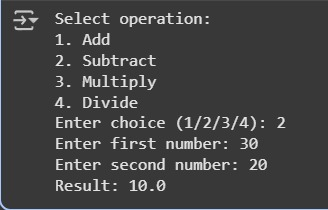 Select operation:
1. Add
2. Subtract
3. Multiply
4. Divide
Enter choice (1/2/3/4): 2
Enter first number: 30
Enter second number: 20
Result: 10.0